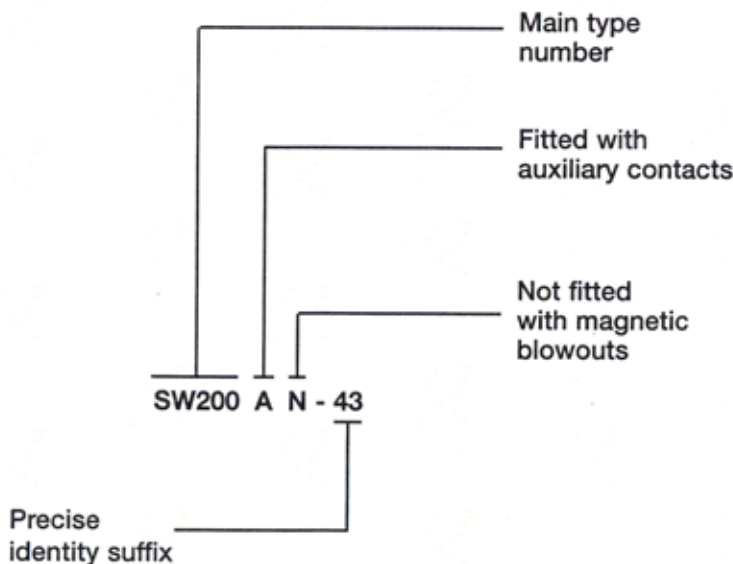 Main type
number
Fitted with
auxiliary contacts
Not fitted
with magnetic
blowouts
SW200 A N - 43
Precise
identity suffix